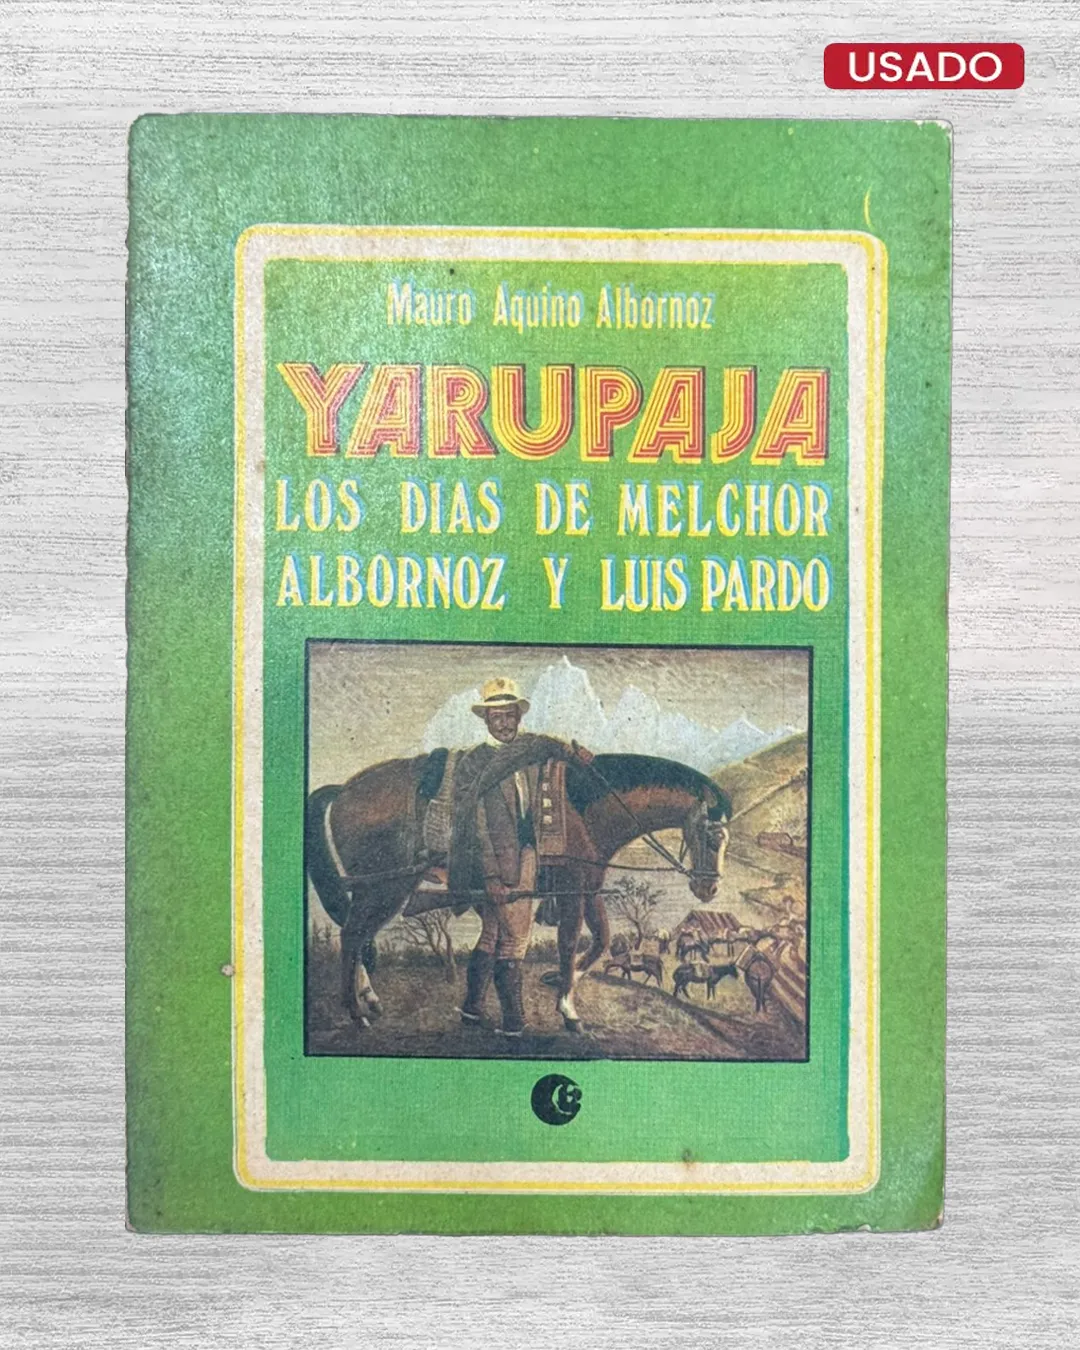 USADO
Mauro Aquino Albornoz
YARUPAJA
LOS DIAS DE MELCHOR
ALBORNOZ Y LUIS PARDO